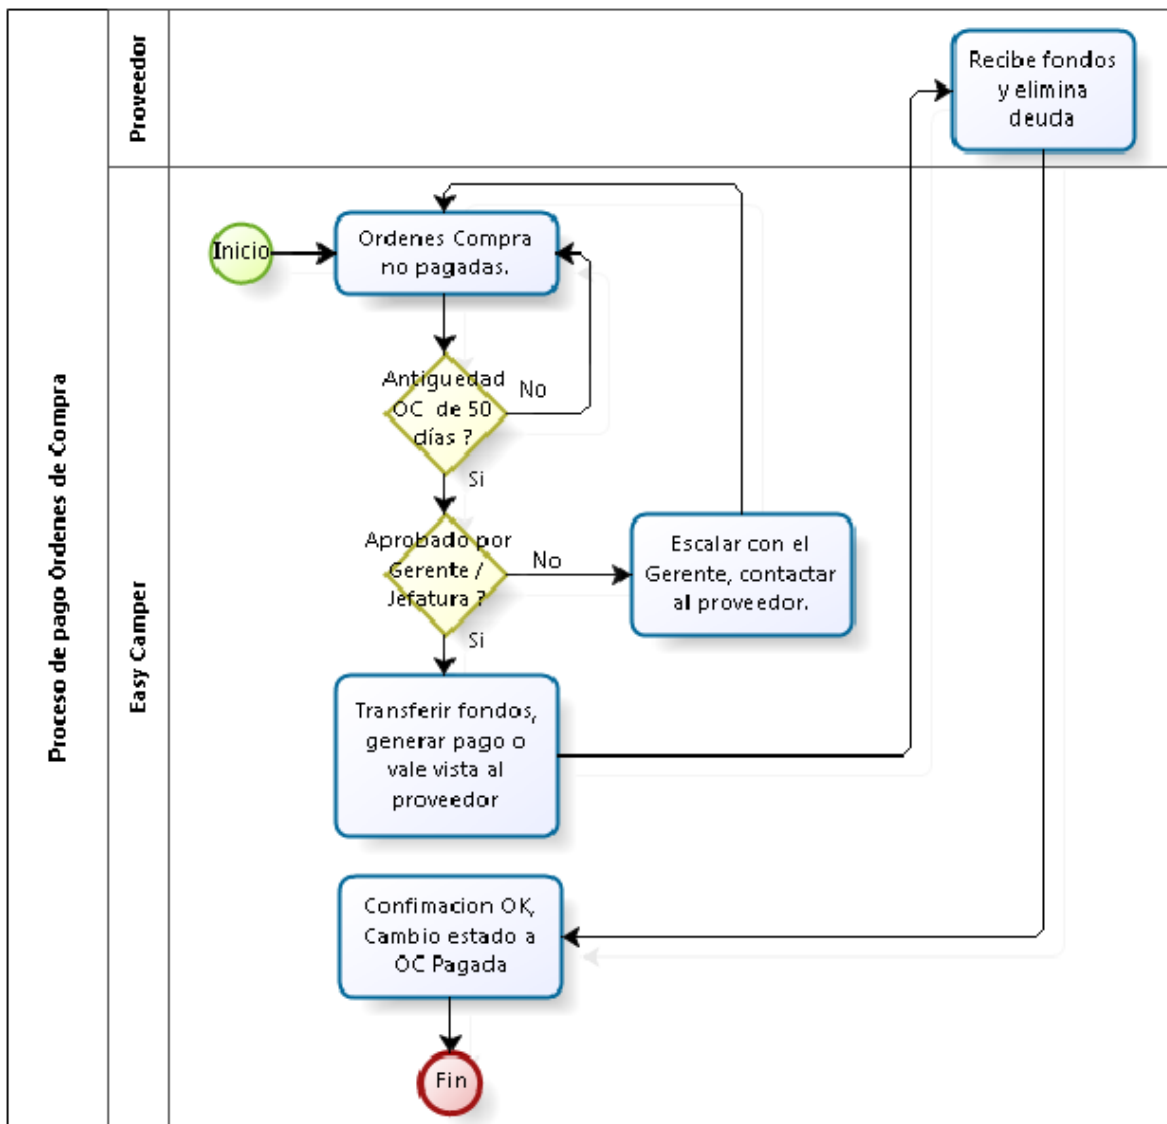 Proceso de pago Órdenes de Compra
Proveedor
Recibe fondos
y elimina
deuda
Easy Camper
Inicio
Ordenes Compra
no pagadas.
Antiguedad
OC de 50
días ?
No
Si
Aprobado por
Gerente /
Jefatura ?
No
Escalar con el
Gerente, contactar
al proveedor.
Si
Transferir fondos,
generar pago o
vale vista al
proveedor
Confimacion OK,
Cambio estado a
OC Pagada
Fin